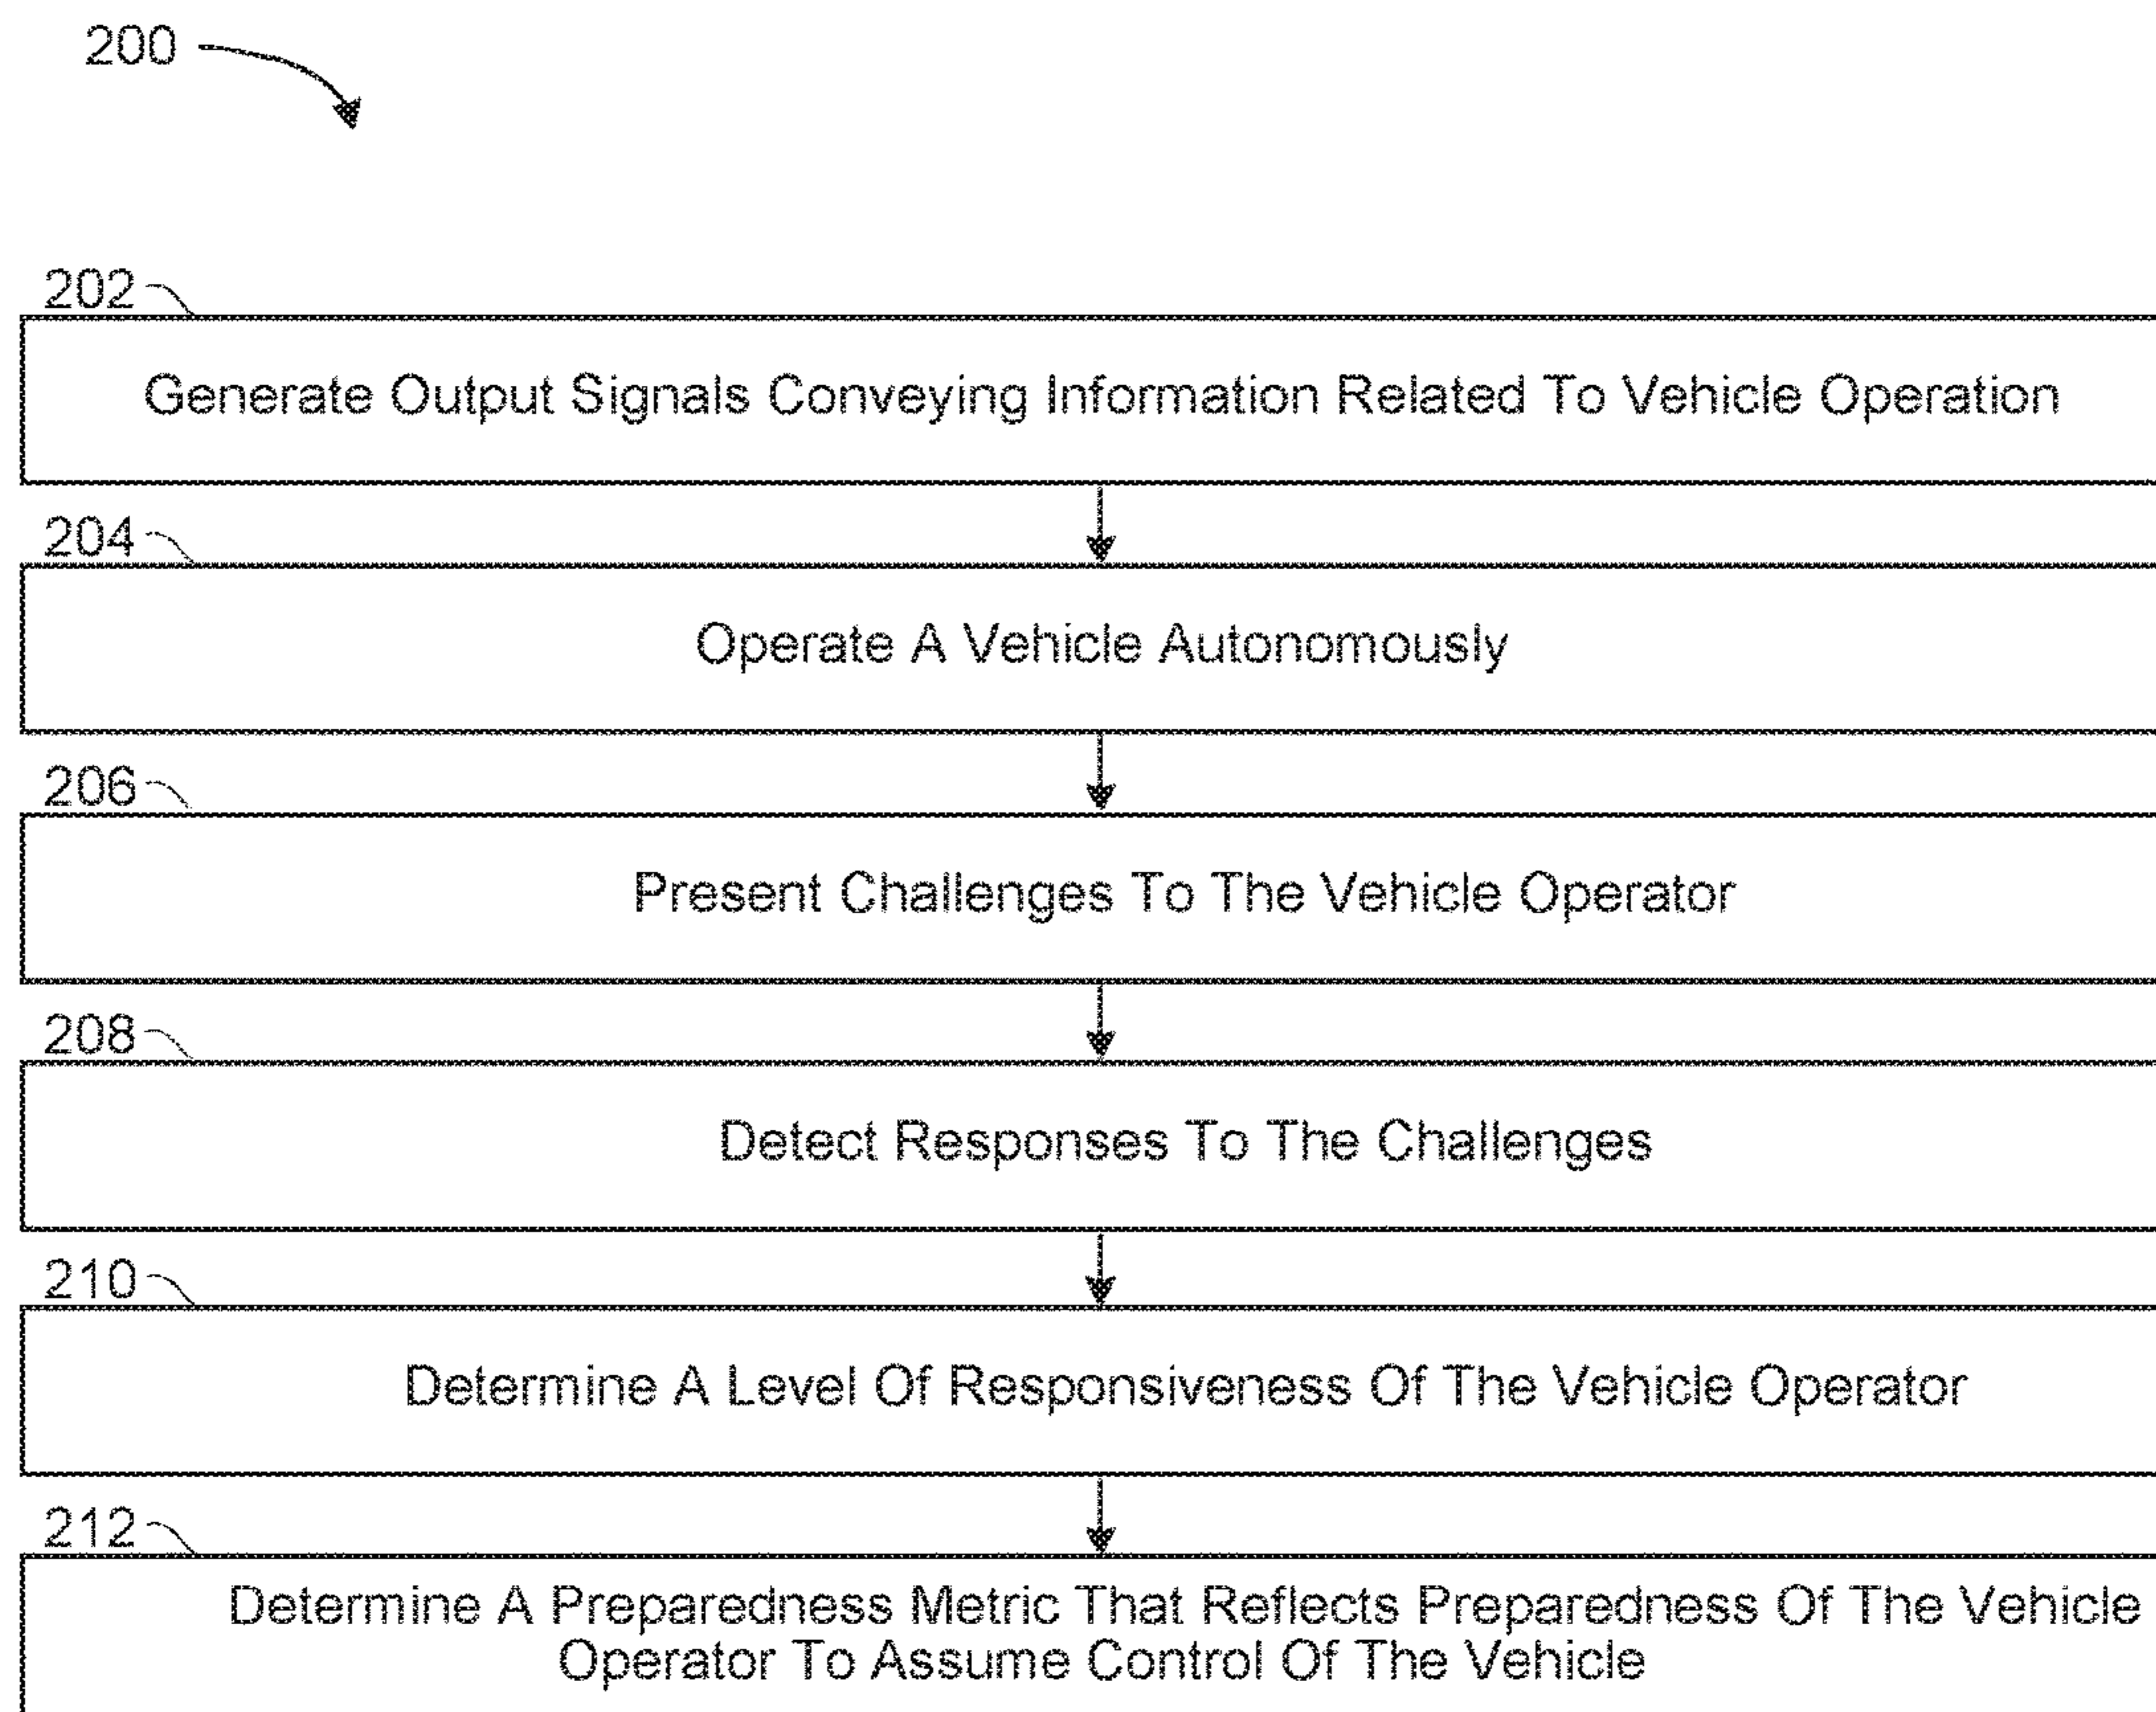 200
202
Generate Output Signals Conveying Information Related To Vehicle Operation
204
Operate A Vehicle Autonomously
206
Present Challenges To The Vehicle Operator
208
Detect Responses To The Challenges
210
Determine A Level Of Responsiveness Of The Vehicle Operator
212
Determine A Preparedness Metric That Reflects Preparedness Of The Vehicle
Operator To Assume Control Of The Vehicle